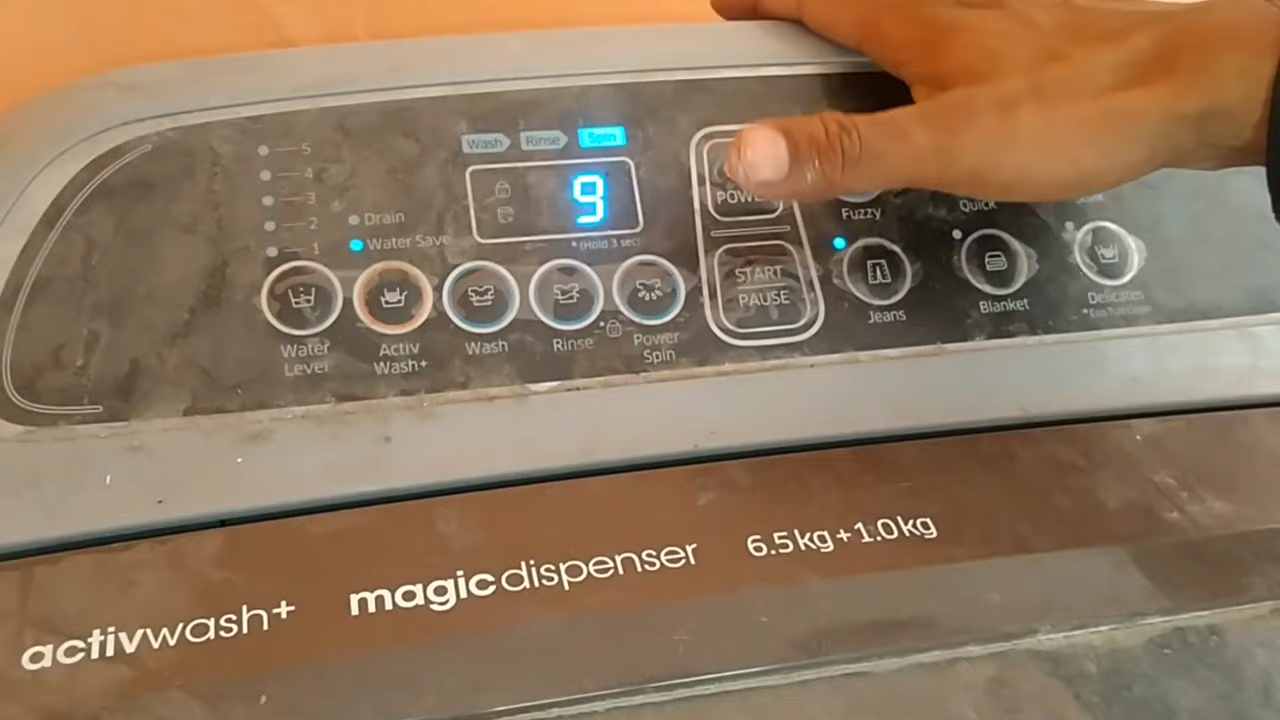 5
4
3
2
1
Drain
Water Save
Wash Rinse Spin
9
*(Hold 3 sec)
START
PAUSE
Fuzzy
Quick
Water
Level
Activ
Wash+
Wash
Rinse
Power
Spin
Jeans
Blanket
Delicates
activwash+ magicdispenser 6.5kg+1.0kg